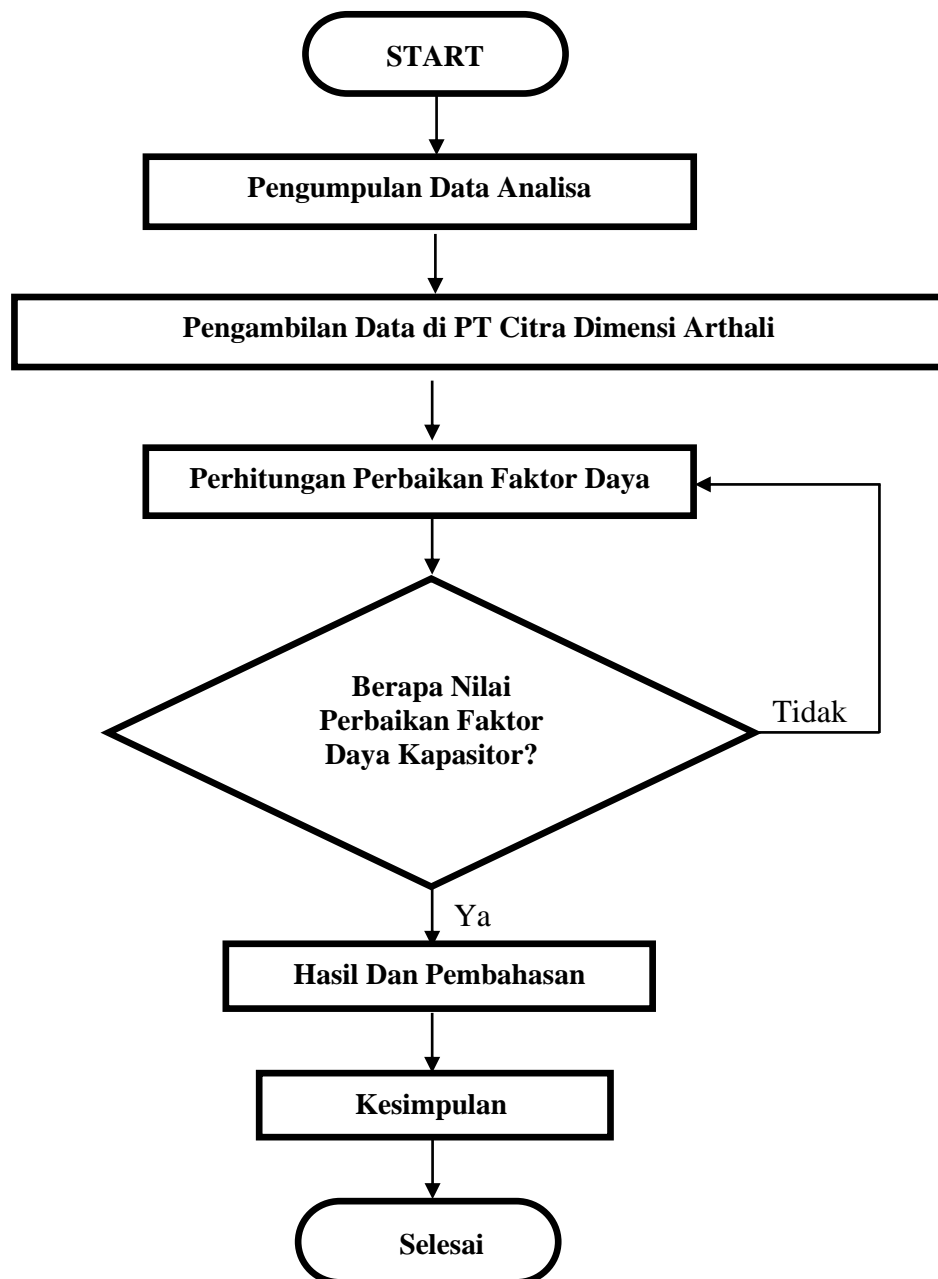 START
Pengumpulan Data Analisa
Pengambilan Data di PT Citra Dimensi Arthali
Perhitungan Perbaikan Faktor Daya
Berapa Nilai
Perbaikan Faktor
Daya Kapasitor?
Tidak
Ya
Hasil Dan Pembahasan
Kesimpulan
Selesai